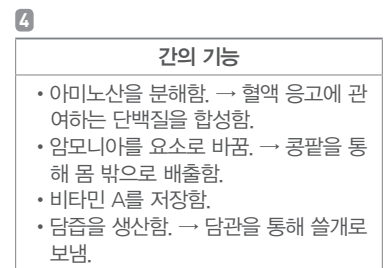 4
간의 기능
• 아미노산을 분해함. → 혈액 응고에 관
여하는 단백질을 합성함.
• 암모니아를 요소로 바꿈. → 콩팥을 통
해 몸 밖으로 배출함.
• 비타민 A를 저장함.
• 담즙을 생산함. → 담관을 통해 쓸개로
보냄.